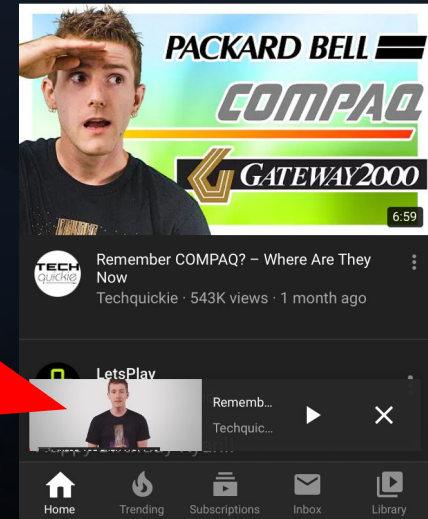 PACKARD BELL
COMPAQ
GATEWAY2000
6:59
TECH
quickie
Remember COMPAQ? – Where Are They
Now
Techquickie · 543K views · 1 month ago
LetsPlay
Rememb...
Techquic...
Home
Trending
Subscriptions
Inbox
Library